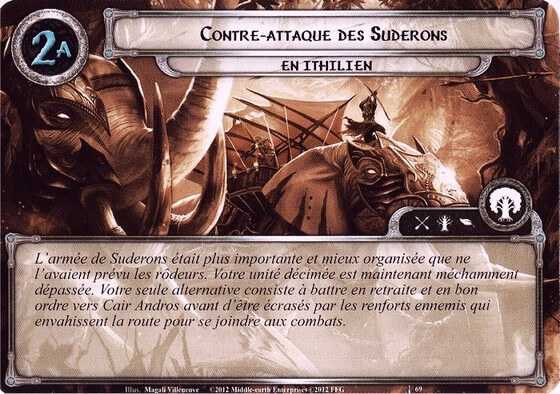 2A
CONTRE-ATTAQUE DES SUDERONS
EN ITHILIEN
L'armée de Suderons était plus importante et mieux organisée que ne
l'avaient prévu les rôdeurs. Votre unité décimée est maintenant méchamment
dépassée. Votre seule alternative consiste à battre en retraite et en bon
ordre vers Cair Andros avant d'être écrasés par les renforts ennemis qui
envahissent la route pour se joindre aux combats.
Illus. Magali Villeneuve ©2012 Middle-earth Enterprises ©2012 FFG 69